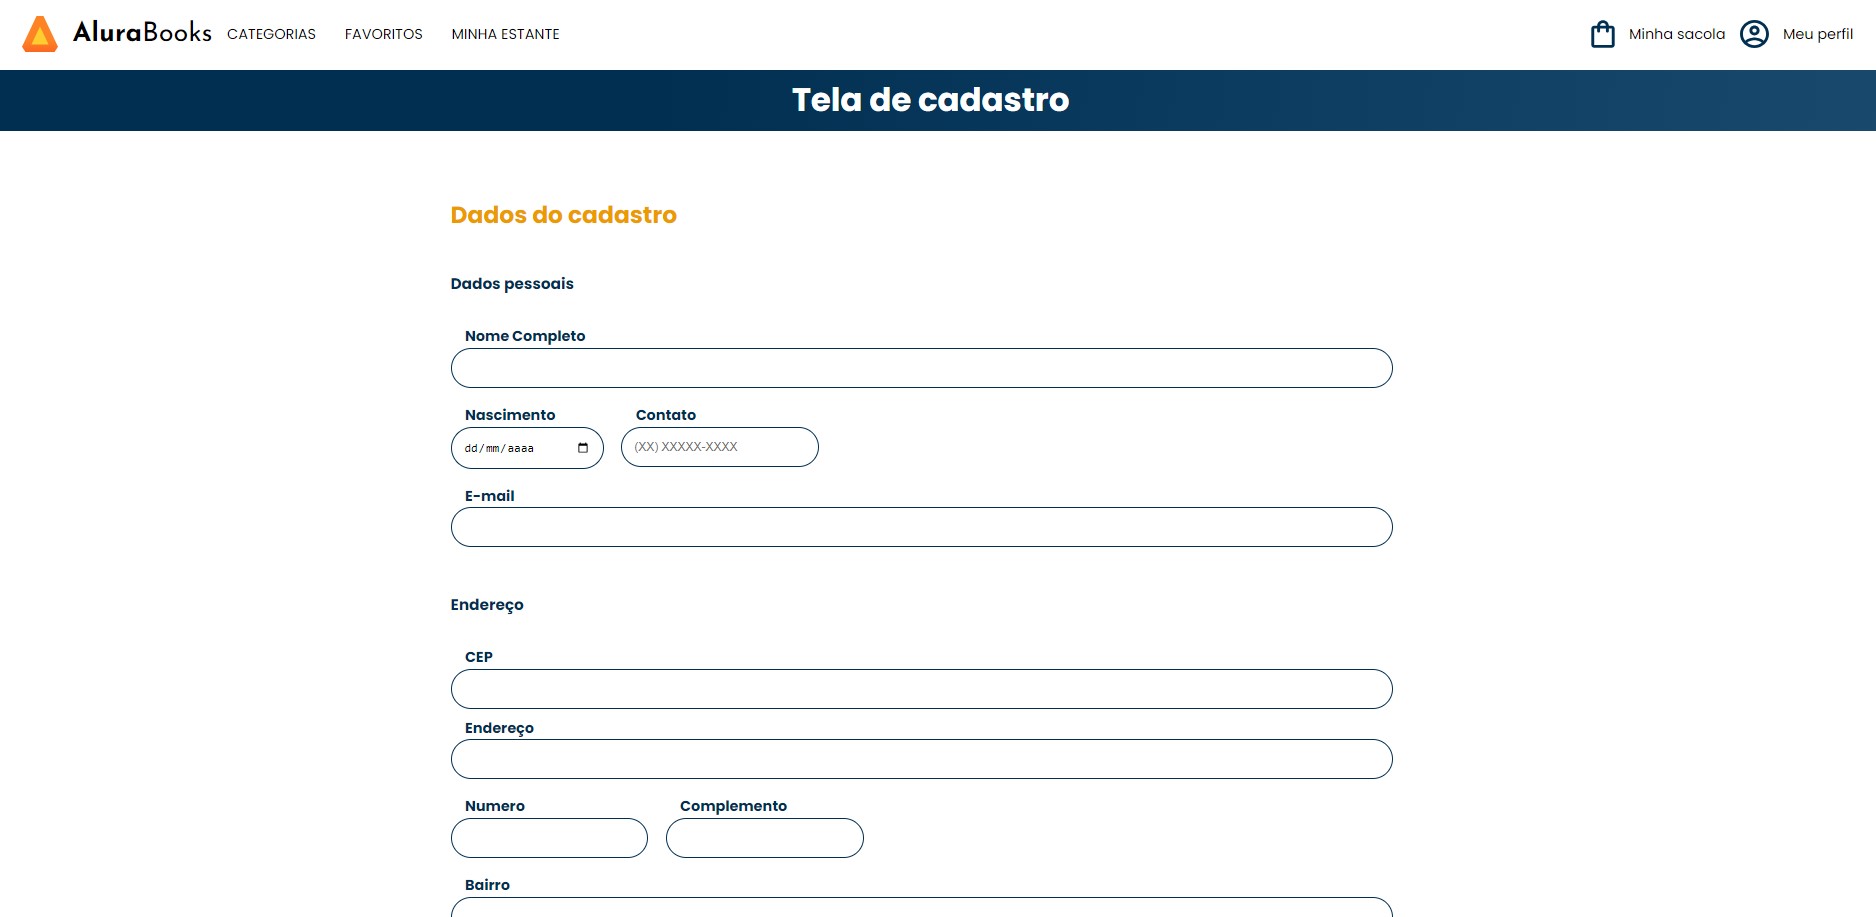 AluraBooks CATEGORIAS FAVORITOS MINHA ESTANTE Minha sacola Meu perfil
Tela de cadastro
Dados do cadastro
Dados pessoais
Nome Completo
Nascimento Contato
dd/mm/aaaa (XX) XXXXX-XXXX
E-mail
Endereço
CEP
Endereço
Numero Complemento
Bairro